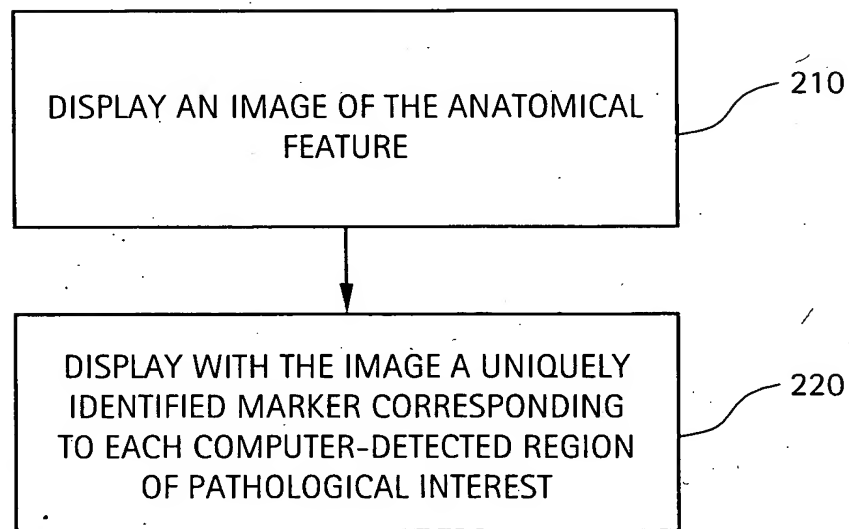 DISPLAY AN IMAGE OF THE ANATOMICAL
FEATURE
210
DISPLAY WITH THE IMAGE A UNIQUELY
IDENTIFIED MARKER CORRESPONDING
TO EACH COMPUTER-DETECTED REGION
OF PATHOLOGICAL INTEREST
220